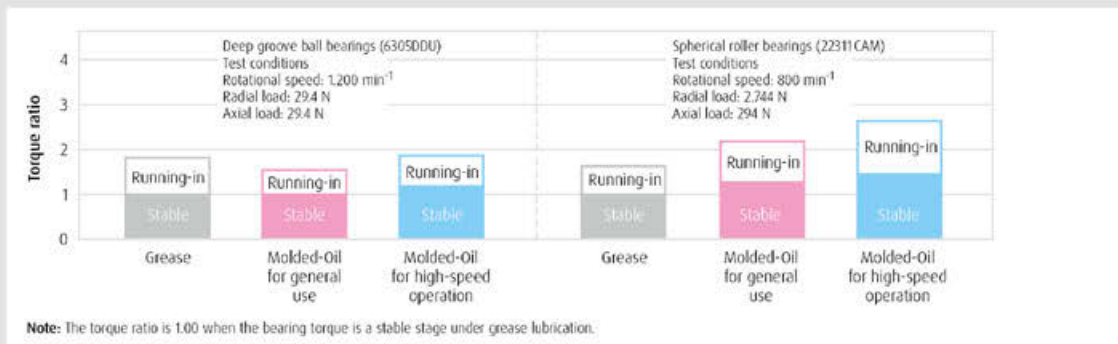 Deep groove ball bearings (6305DDU)
Test conditions
Rotational speed: 1.200 min-1
Radial load: 29.4 N
Axial load: 29.4 N
Spherical roller bearings (22311CAM)
Test conditions
Rotational speed: 800 min-1
Radial load: 2.744 N
Axial load: 294 N
Torque ratio
4
3
2
1
0
Running-in
Stable
Running-in
Stable
Running-in
Stable
Running-in
Stable
Running-in
Stable
Running-in
Stable
Grease
Molded-Oil
for general
use
Molded-Oil
for high-speed
operation
Grease
Molded-Oil
for general
use
Molded-Oil
for high-speed
operation
Note: The torque ratio is 1.00 when the bearing torque is a stable stage under grease lubrication.